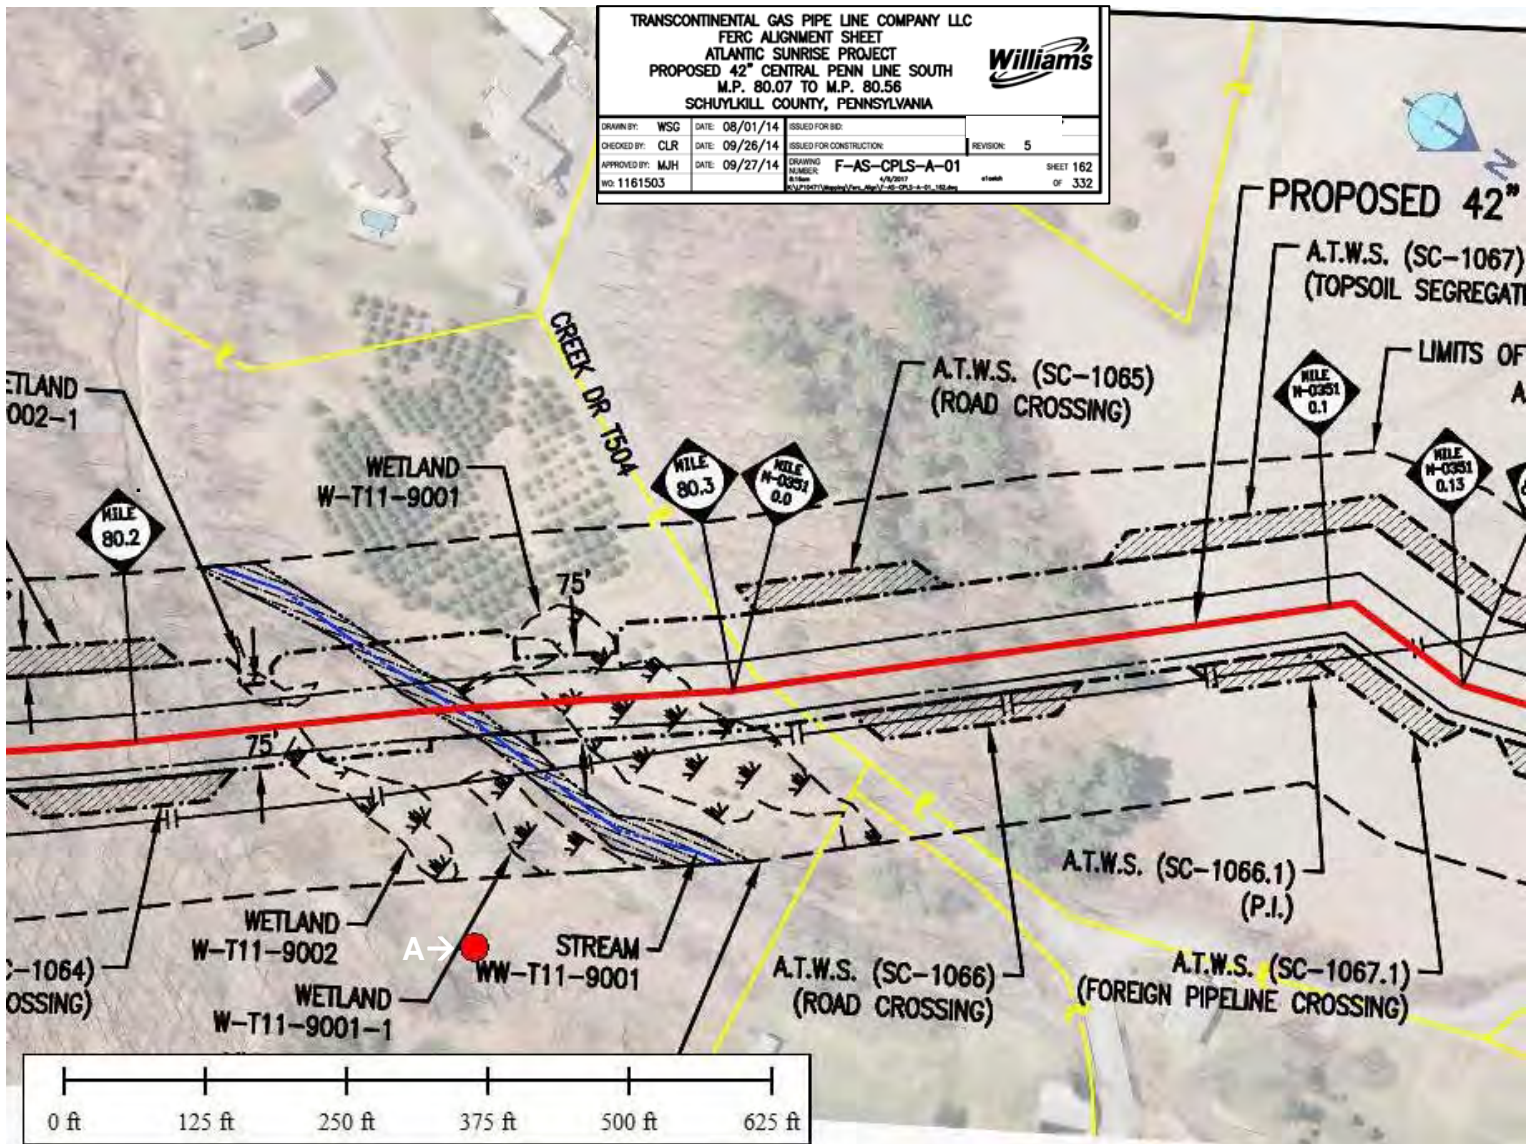 TRANSCONTINENTAL GAS PIPE LINE COMPANY LLC
FERC ALIGNMENT SHEET
ATLANTIC SUNRISE PROJECT
PROPOSED 42" CENTRAL PENN LINE SOUTH
M.P. 80.07 TO M.P. 80.56
SCHUYLKILL COUNTY, PENNSYLVANIA
Williams
DRAWN BY: WSG DATE: 08/01/14 ISSUED FOR BID:
CHECKED BY: CLR DATE: 09/26/14 ISSUED FOR CONSTRUCTION: REVISION: 5
APPROVED BY: MJH DATE: 09/27/14 DRAWING NUMBER: F-AS-CPLS-A-01 SHEET 162
WO: 1161503 OF 332
N
PROPOSED 42"
A.T.W.S. (SC-1067)
(TOPSOIL SEGREGATI
LIMITS OF
A
CREEK DR T504
A.T.W.S. (SC-1065)
(ROAD CROSSING)
MILE
M-0351
0.1
MILE
M-0351
0.13
ETLAND
002-1
WETLAND
W-T11-9001
MILE
80.3
MILE
M-0351
0.0
MILE
80.2
75'
75'
A.T.W.S. (SC-1066.1)
(P.I.)
WETLAND
W-T11-9002
A→
STREAM
WW-T11-9001
C-1064)
OSSING)
WETLAND
W-T11-9001-1
A.T.W.S. (SC-1066)
(ROAD CROSSING)
A.T.W.S. (SC-1067.1)
(FOREIGN PIPELINE CROSSING)
0 ft 125 ft 250 ft 375 ft 500 ft 625 ft